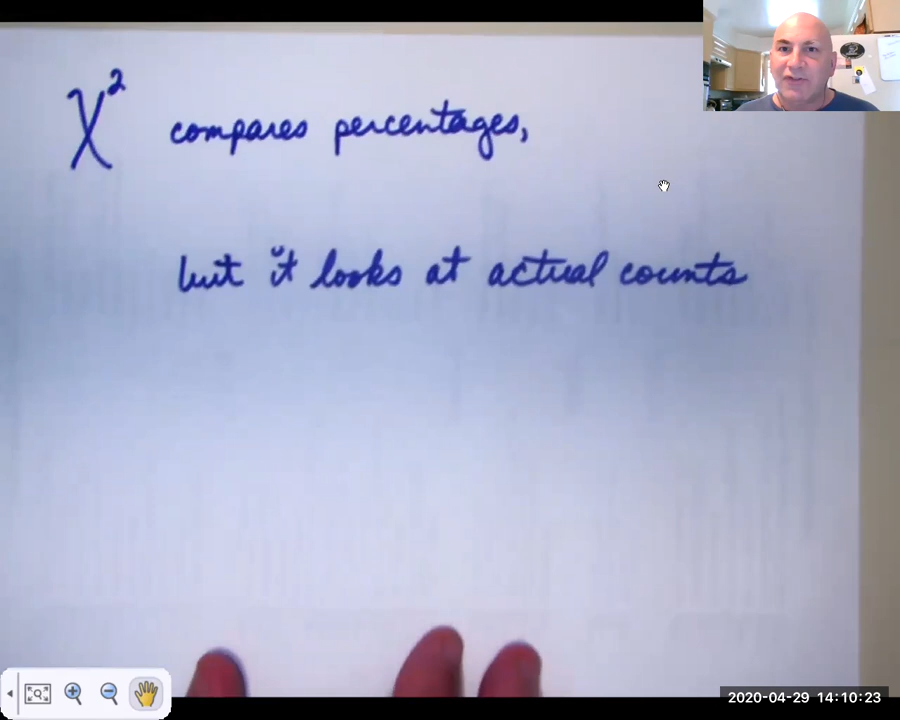 X² compares percentages,
but it looks at actual counts
2020-04-29 14:10:23